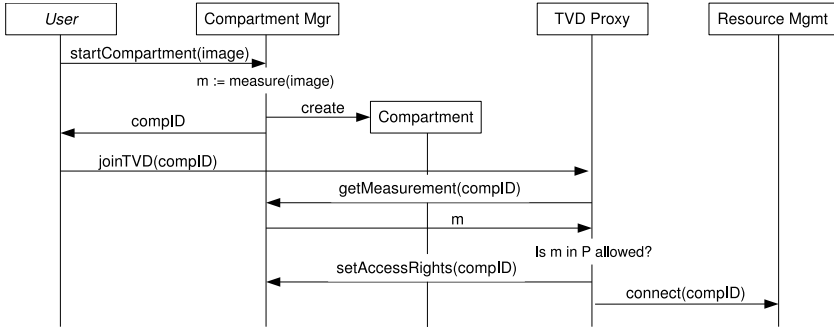 User
Compartment Mgr
TVD Proxy
Resource Mgmt
startCompartment(image)
m := measure(image)
create
Compartment
compID
joinTVD(compID)
getMeasurement(compID)
m
Is m in P allowed?
setAccessRights(compID)
connect(compID)